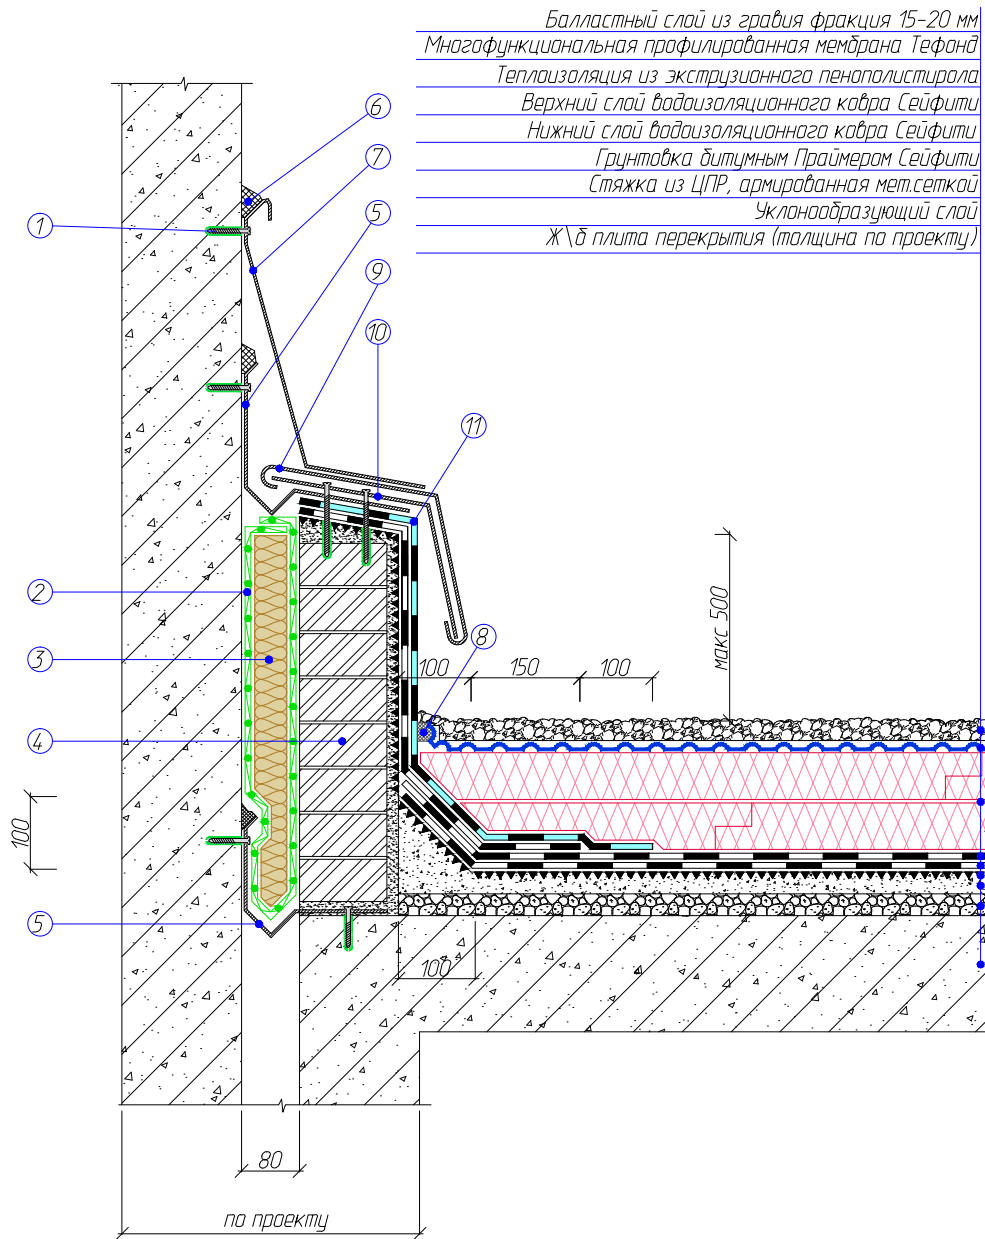 Балластный слой из гравия фракция 15-20 мм
Многофункциональная профилированная мембрана Тефонд
Теплоизоляция из экструзионного пенополистирола
Верхний слой водоизоляционного ковра Сейфити
Нижний слой водоизоляционного ковра Сейфити
Грунтовка битумным Праймером Сейфити
Стяжка из ЦПР, армированная мет.сеткой
Уклонообразующий слой
Ж\б плита перекрытия (толщина по проекту)
6
7
5
1
9
10
11
2
макс 500
8
3
100
150
100
4
100
5
100
80
по проекту